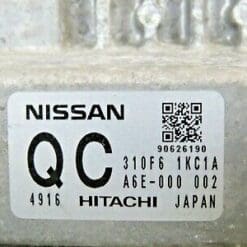 NISSAN
90626190
QC 310F6 1KC1A
A6E-000 002
4916 HITACHI JAPAN